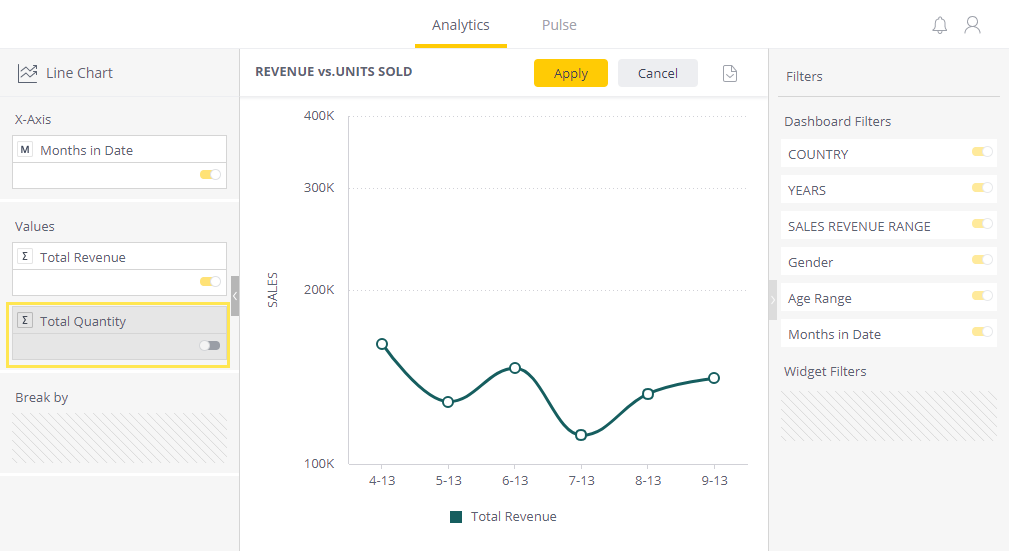 Analytics
Pulse
Line Chart
X-Axis
M Months in Date
Values
Σ Total Revenue
Σ Total Quantity
Break by
REVENUE vs.UNITS SOLD
Apply
Cancel
400K
300K
200K
100K
SALES
4-13 5-13 6-13 7-13 8-13 9-13
Total Revenue
Filters
Dashboard Filters
COUNTRY
YEARS
SALES REVENUE RANGE
Gender
Age Range
Months in Date
Widget Filters